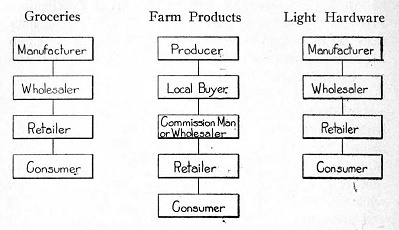 Groceries
Manufacturer
Wholesaler
Retailer
Consumer
Farm Products
Producer
Local Buyer
Commission Man
or Wholesaler
Retailer
Consumer
Light Hardware
Manufacturer
Wholesaler
Retailer
Consumer